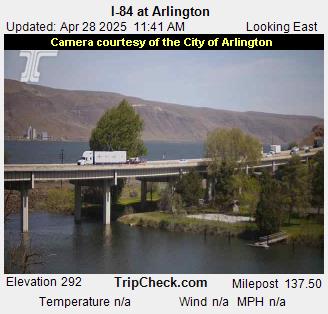 I-84 at Arlington
Updated: Apr 28 2025 11:41 AM Looking East
Camera courtesy of the City of Arlington
Elevation 292 TripCheck.com Milepost 137.50
Temperature n/a Wind n/a MPH n/a